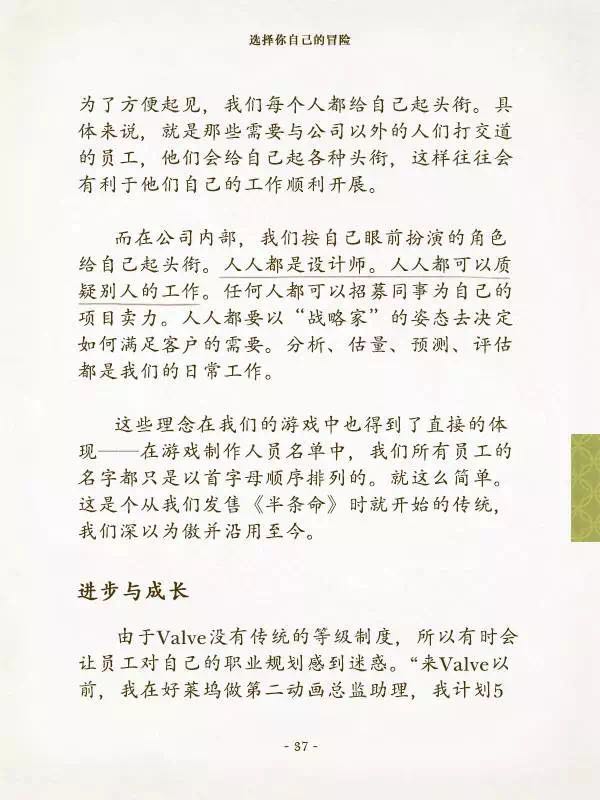 选择你自己的冒险
为了方便起见，我们每个人都给自己起头衔。具
体来说，就是那些需要与公司以外的人们打交道
的员工，他们会给自己起各种头衔，这样往往会
有利于他们自己的工作顺利开展。
而在公司内部，我们按自己眼前扮演的角色
给自己起头衔。人人都是设计师。人人都可以质
疑别人的工作。任何人都可以招募同事为自己的
项目卖力。人人都要以“战略家”的姿态去决定
如何满足客户的需要。分析、估量、预测、评估
都是我们的日常工作。
这些理念在我们的游戏中也得到了直接的体
现——在游戏制作人员名单中，我们所有员工的
名字都只是以首字母顺序排列的。就这么简单。
这是个从我们发售《半条命》时就开始的传统，
我们深以为傲并沿用至今。
进步与成长
由于Valve没有传统的等级制度，所以有时会
让员工对自己的职业规划感到迷惑。“来Valve以
前，我在好莱坞做第二动画总监助理，我计划5
- 37 -